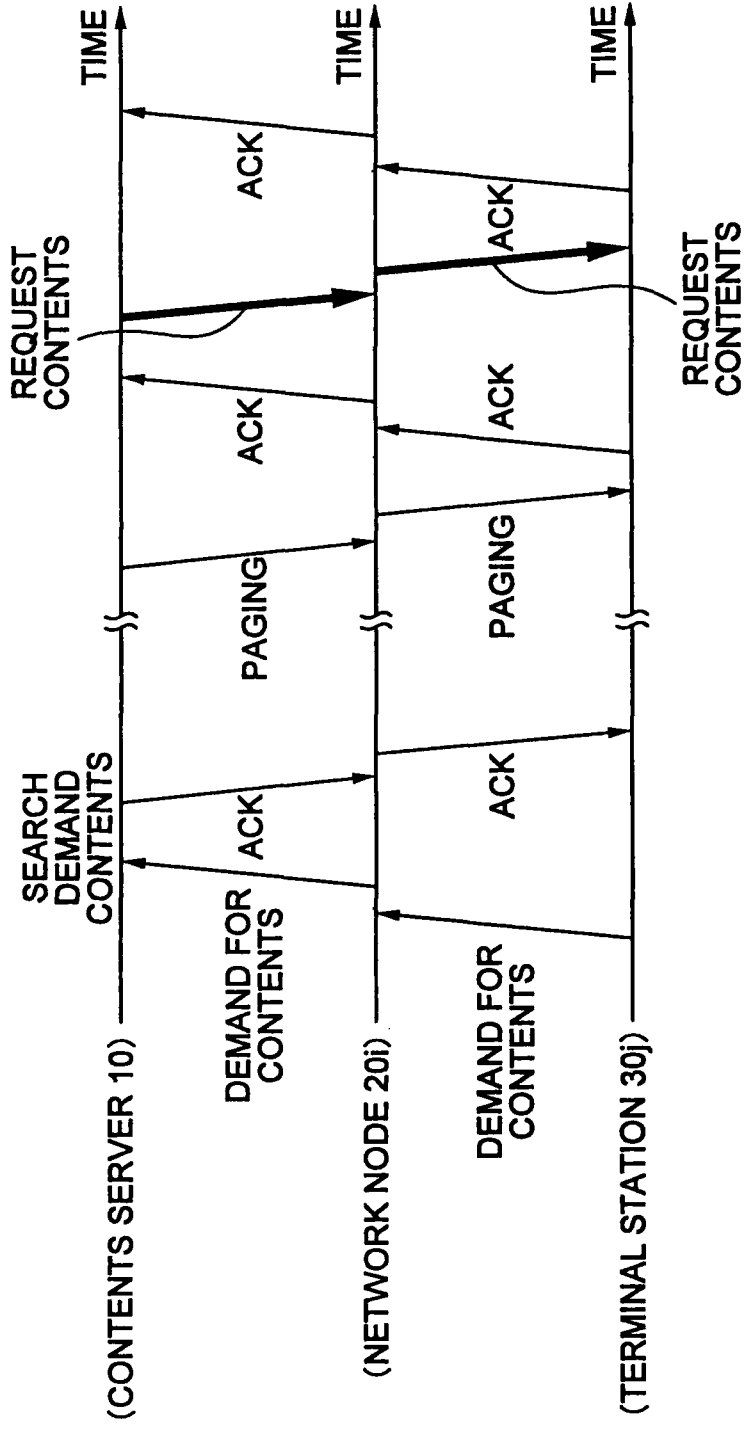 (CONTENTS SERVER 10)
SEARCH
DEMAND
CONTENTS
REQUEST
CONTENTS
TIME
DEMAND FOR
CONTENTS
ACK
PAGING
ACK
ACK
(NETWORK NODE 20i)
TIME
DEMAND FOR
CONTENTS
ACK
PAGING
ACK
ACK
(TERMINAL STATION 30j)
TIME
REQUEST
CONTENTS